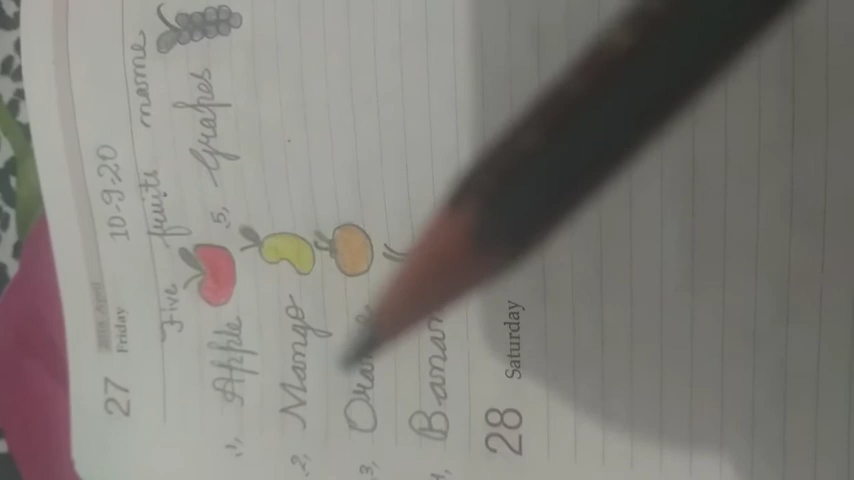 27 Friday 10-9-20
Five fruits name
1, Apple 5, Grapes
2, Mango
3,
4,
28 Saturday